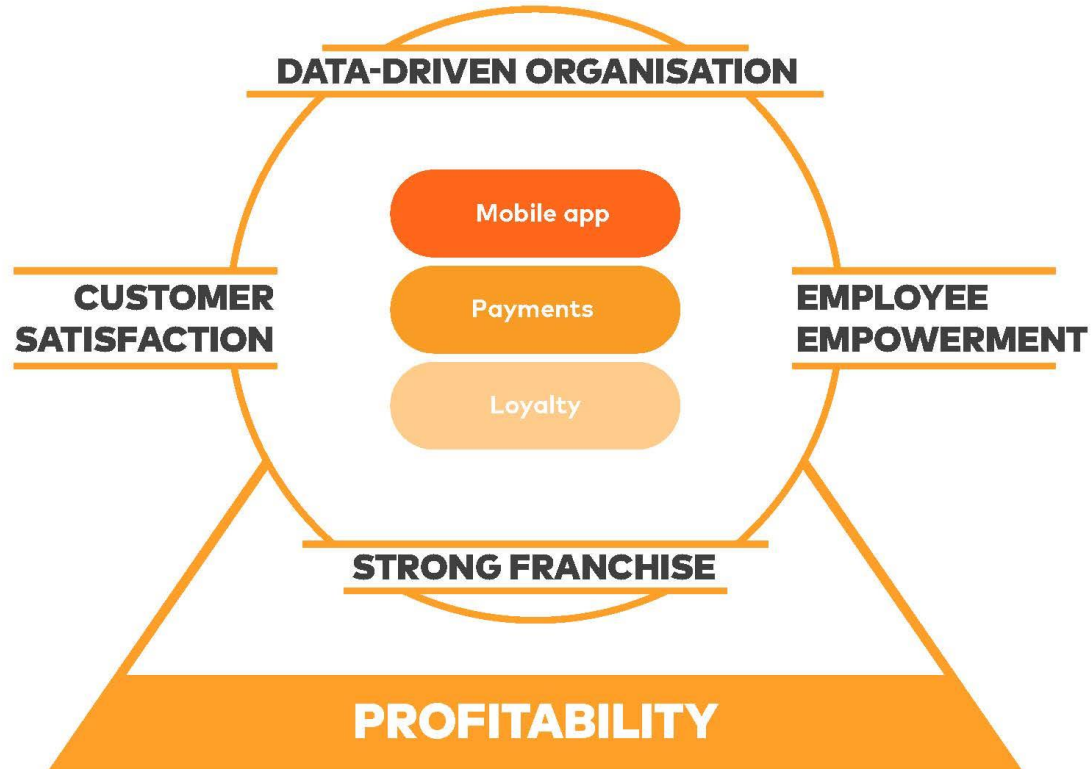 DATA-DRIVEN ORGANISATION
Mobile app
CUSTOMER
SATISFACTION
Payments
EMPLOYEE
EMPOWERMENT
Loyalty
STRONG FRANCHISE
PROFITABILITY